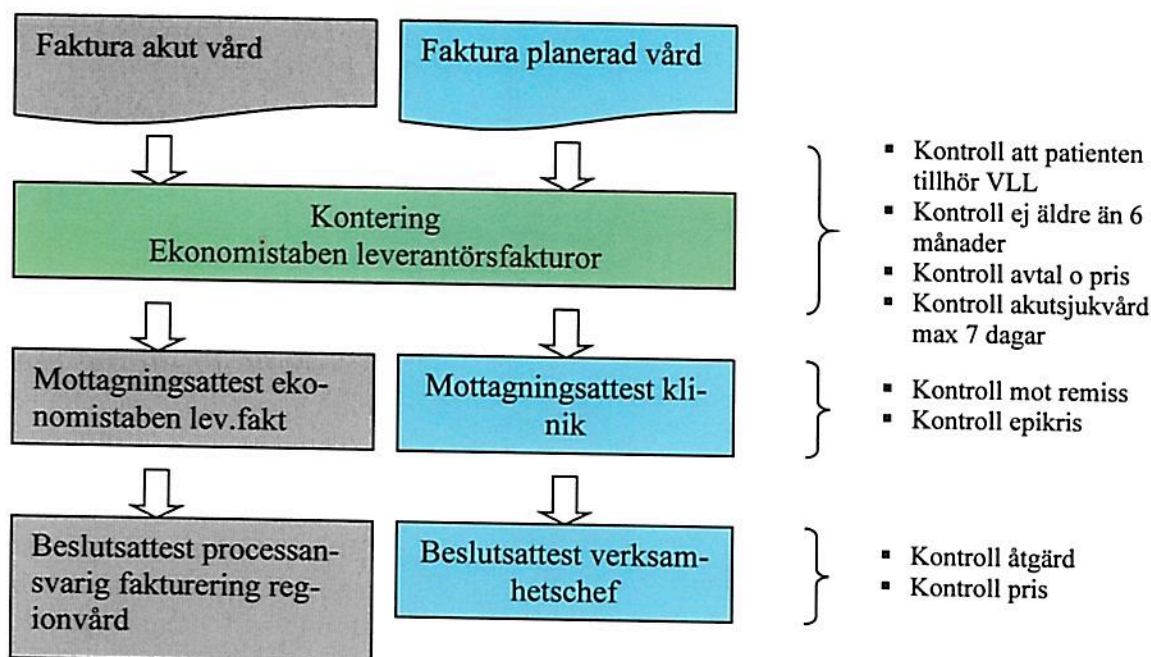 Faktura akut vård
Faktura planerad vård
Kontering
Ekonomistaben leverantörsfakturor
▪ Kontroll att patienten
tillhör VLL
▪ Kontroll ej äldre än 6
månader
▪ Kontroll avtal o pris
▪ Kontroll akutsjukvård
max 7 dagar
Mottagningsattest eko-
nomistaben lev.fakt
Mottagningsattest kli-
nik
▪ Kontroll mot remiss
▪ Kontroll epikris
Beslutsattest processan-
svarig fakturering reg-
ionvård
Beslutsattest verksam-
hetschef
▪ Kontroll åtgärd
▪ Kontroll pris